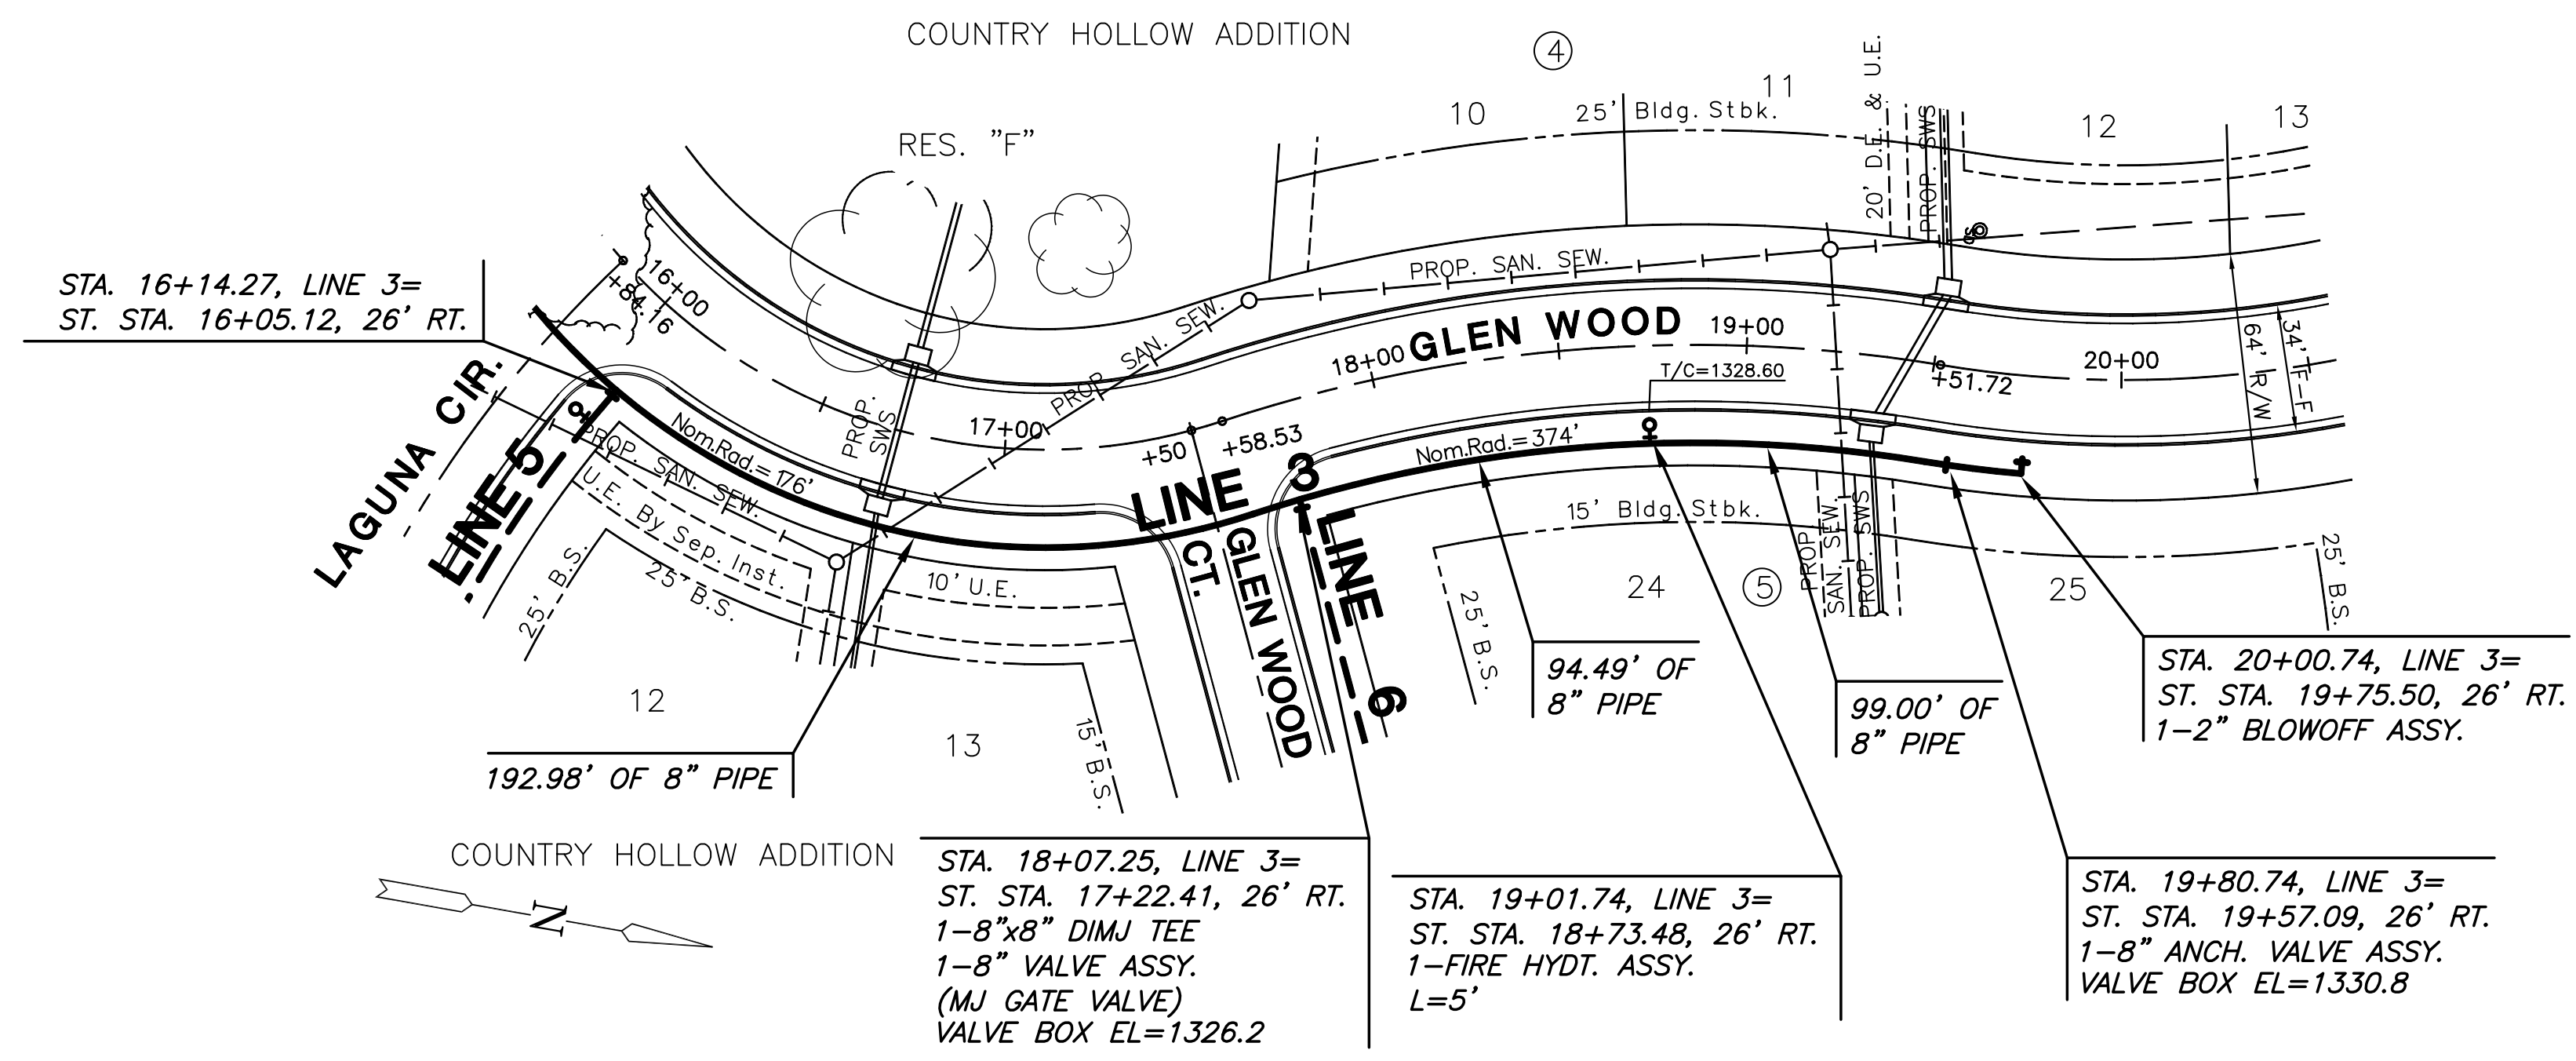 COUNTRY HOLLOW ADDITION
4
RES. "F"
10
25' Bldg. Stbk.
11
20' D.E. & U.E.
PROP. SWS
12
13
STA. 16+14.27, LINE 3=
ST. STA. 16+05.12, 26' RT.
+84.16
16+00
PROP. SAN. SEW.
PROP. SAN. SEW.
GLEN WOOD
18+00
19+00
T/C=1328.60
+51.72
20+00
64' R/W
34' F-F
LAGUNA CIR.
LINE 5
PROP. SAN. SEW.
Nom.Rad.=176'
PROP. SWS
17+00
+50
+58.53
LINE 3
Nom.Rad.=374'
U.E. By Sep. Inst.
25' B.S.
25' B.S.
10' U.E.
CT.
GLEN WOOD
LINE 6
15' Bldg. Stbk.
25' B.S.
24
5
PROP
SAN. SEW.
PROP. SWS
25
25' B.S.
12
13
15' B.S.
192.98' OF 8" PIPE
94.49' OF
8" PIPE
99.00' OF
8" PIPE
STA. 20+00.74, LINE 3=
ST. STA. 19+75.50, 26' RT.
1-2" BLOWOFF ASSY.
COUNTRY HOLLOW ADDITION
N
STA. 18+07.25, LINE 3=
ST. STA. 17+22.41, 26' RT.
1-8"x8" DIMJ TEE
1-8" VALVE ASSY.
(MJ GATE VALVE)
VALVE BOX EL=1326.2
STA. 19+01.74, LINE 3=
ST. STA. 18+73.48, 26' RT.
1-FIRE HYDT. ASSY.
L=5'
STA. 19+80.74, LINE 3=
ST. STA. 19+57.09, 26' RT.
1-8" ANCH. VALVE ASSY.
VALVE BOX EL=1330.8